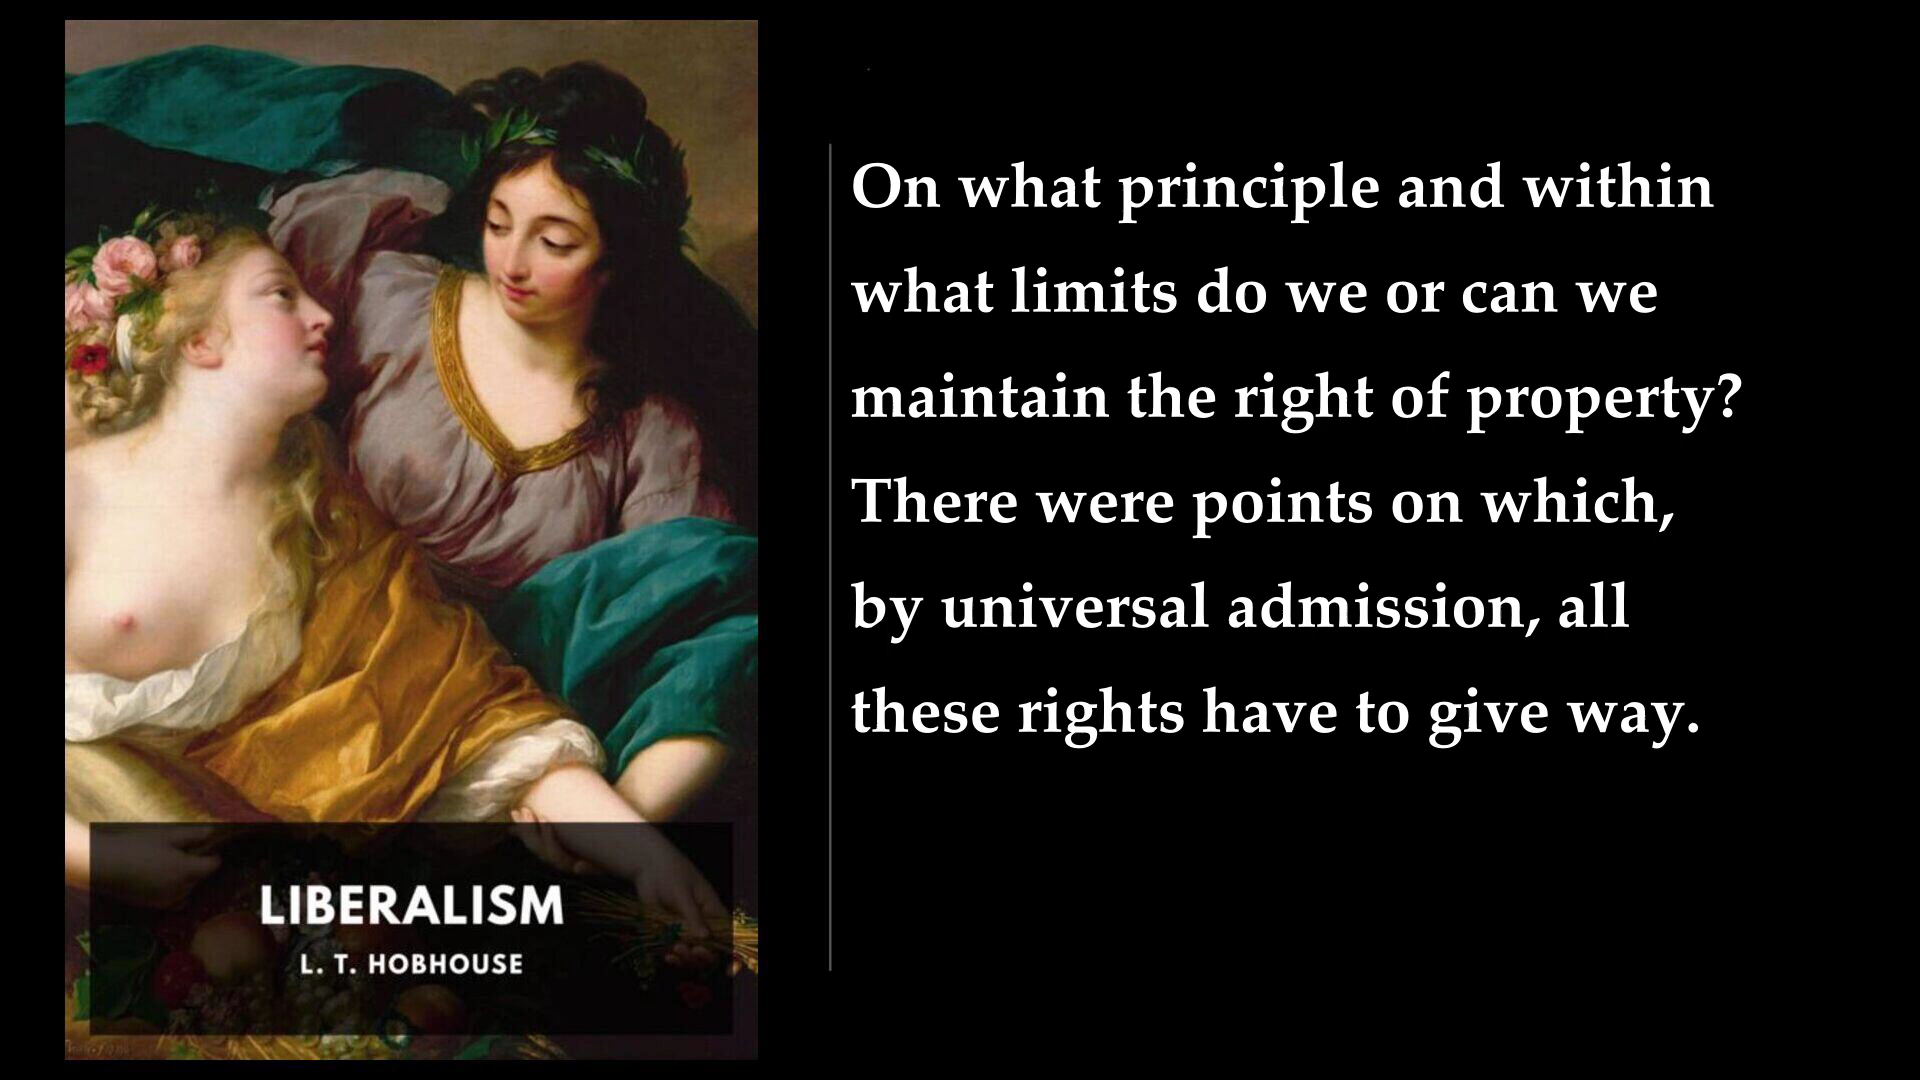 On what principle and within
what limits do we or can we
maintain the right of property?
There were points on which,
by universal admission, all
these rights have to give way.
LIBERALISM
L. T. HOBHOUSE